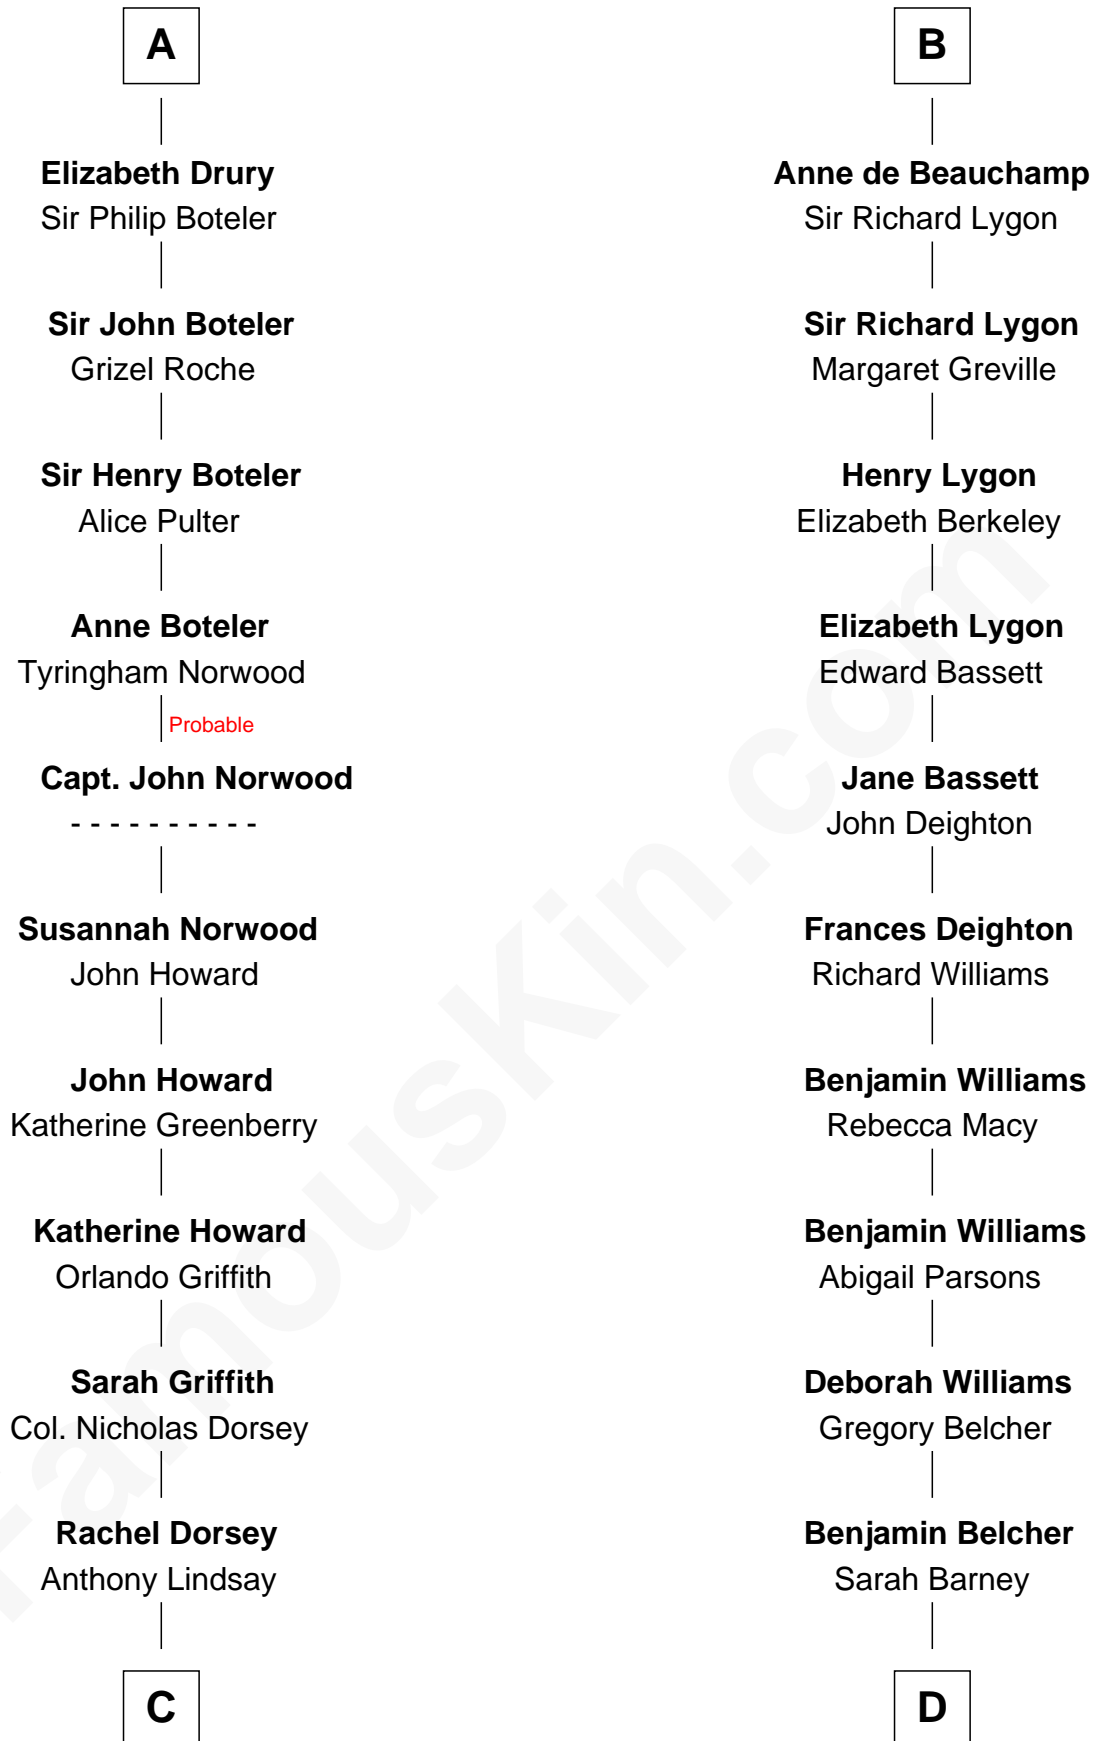 A
Elizabeth Drury
Sir Philip Boteler
Sir John Boteler
Grizel Roche
Sir Henry Boteler
Alice Pulter
Anne Boteler
Tyringham Norwood
Probable
Capt. John Norwood
- - - - - - - - - -
Susannah Norwood
John Howard
John Howard
Katherine Greenberry
Katherine Howard
Orlando Griffith
Sarah Griffith
Col. Nicholas Dorsey
Rachel Dorsey
Anthony Lindsay
C
B
Anne de Beauchamp
Sir Richard Lygon
Sir Richard Lygon
Margaret Greville
Henry Lygon
Elizabeth Berkeley
Elizabeth Lygon
Edward Bassett
Jane Bassett
John Deighton
Frances Deighton
Richard Williams
Benjamin Williams
Rebecca Macy
Benjamin Williams
Abigail Parsons
Deborah Williams
Gregory Belcher
Benjamin Belcher
Sarah Barney
D
FamousKin.com